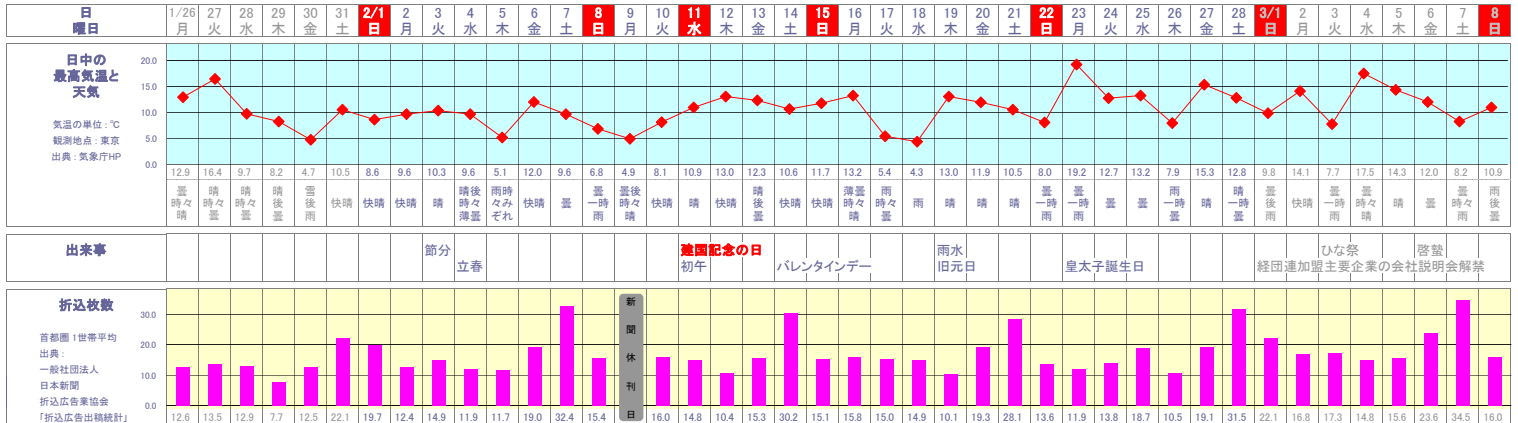 日 1/26 27 28 29 30 31 2/1 2 3 4 5 6 7 8 9 10 11 12 13 14 15 16 17 18 19 20 21 22 23 24 25 26 27 28 3/1 2 3 4 5 6 7 8
曜日 月 火 水 木 金 土 日 月 火 水 木 金 土 日 月 火 水 木 金 土 日 月 火 水 木 金 土 日 月 火 水 木 金 土 日 月 火 水 木 金 土 日
日中の
最高気温と
天気
気温の単位:℃
観測地点:東京
出典:気象庁HP
20.0
15.0
10.0
5.0
0.0
12.9 16.4 9.7 8.2 4.7 10.5 8.6 9.6 10.3 9.6 5.1 12.0 9.6 6.8 4.9 8.1 10.9 13.0 12.3 10.6 11.7 13.2 5.4 4.3 13.0 11.9 10.5 8.0 19.2 12.7 13.2 7.9 15.3 12.8 9.8 14.1 7.7 17.5 14.3 12.0 8.2 10.9
曇時々晴 晴時々曇 晴時々曇 晴後曇 雪後雨 快晴 快晴 快晴 晴 晴後時々薄曇 雨時々みぞれ 快晴 曇 曇一時雨 曇後時々晴 快晴 晴 快晴 晴後曇 快晴 快晴 薄曇時々晴 雨時々曇 雨 晴 晴 晴 曇一時雨 曇一時雨 曇 曇 雨一時曇 晴 晴一時曇 曇後雨 快晴 雨時々曇 晴時々曇 晴 曇 曇時々雨 雨後曇
出来事
節分 建国記念の日 雨水 ひな祭 啓蟄
立春 初午 バレンタインデー 旧元日 皇太子誕生日 経団連加盟主要企業の会社説明会解禁
折込枚数
首都圏1世帯平均
出典:
一般社団法人
日本新聞
折込広告業協会
「折込広告出稿統計」
30.0
20.0
10.0
0.0
新聞休刊日
12.6 13.5 12.9 7.7 12.5 22.1 19.7 12.4 14.9 11.9 11.7 19.0 32.4 15.4 16.0 14.8 10.4 15.3 30.2 15.1 15.8 15.0 14.9 10.1 19.3 28.1 13.6 11.9 13.8 18.7 10.5 19.1 31.5 22.1 16.8 17.3 14.8 15.6 23.6 34.5 16.0